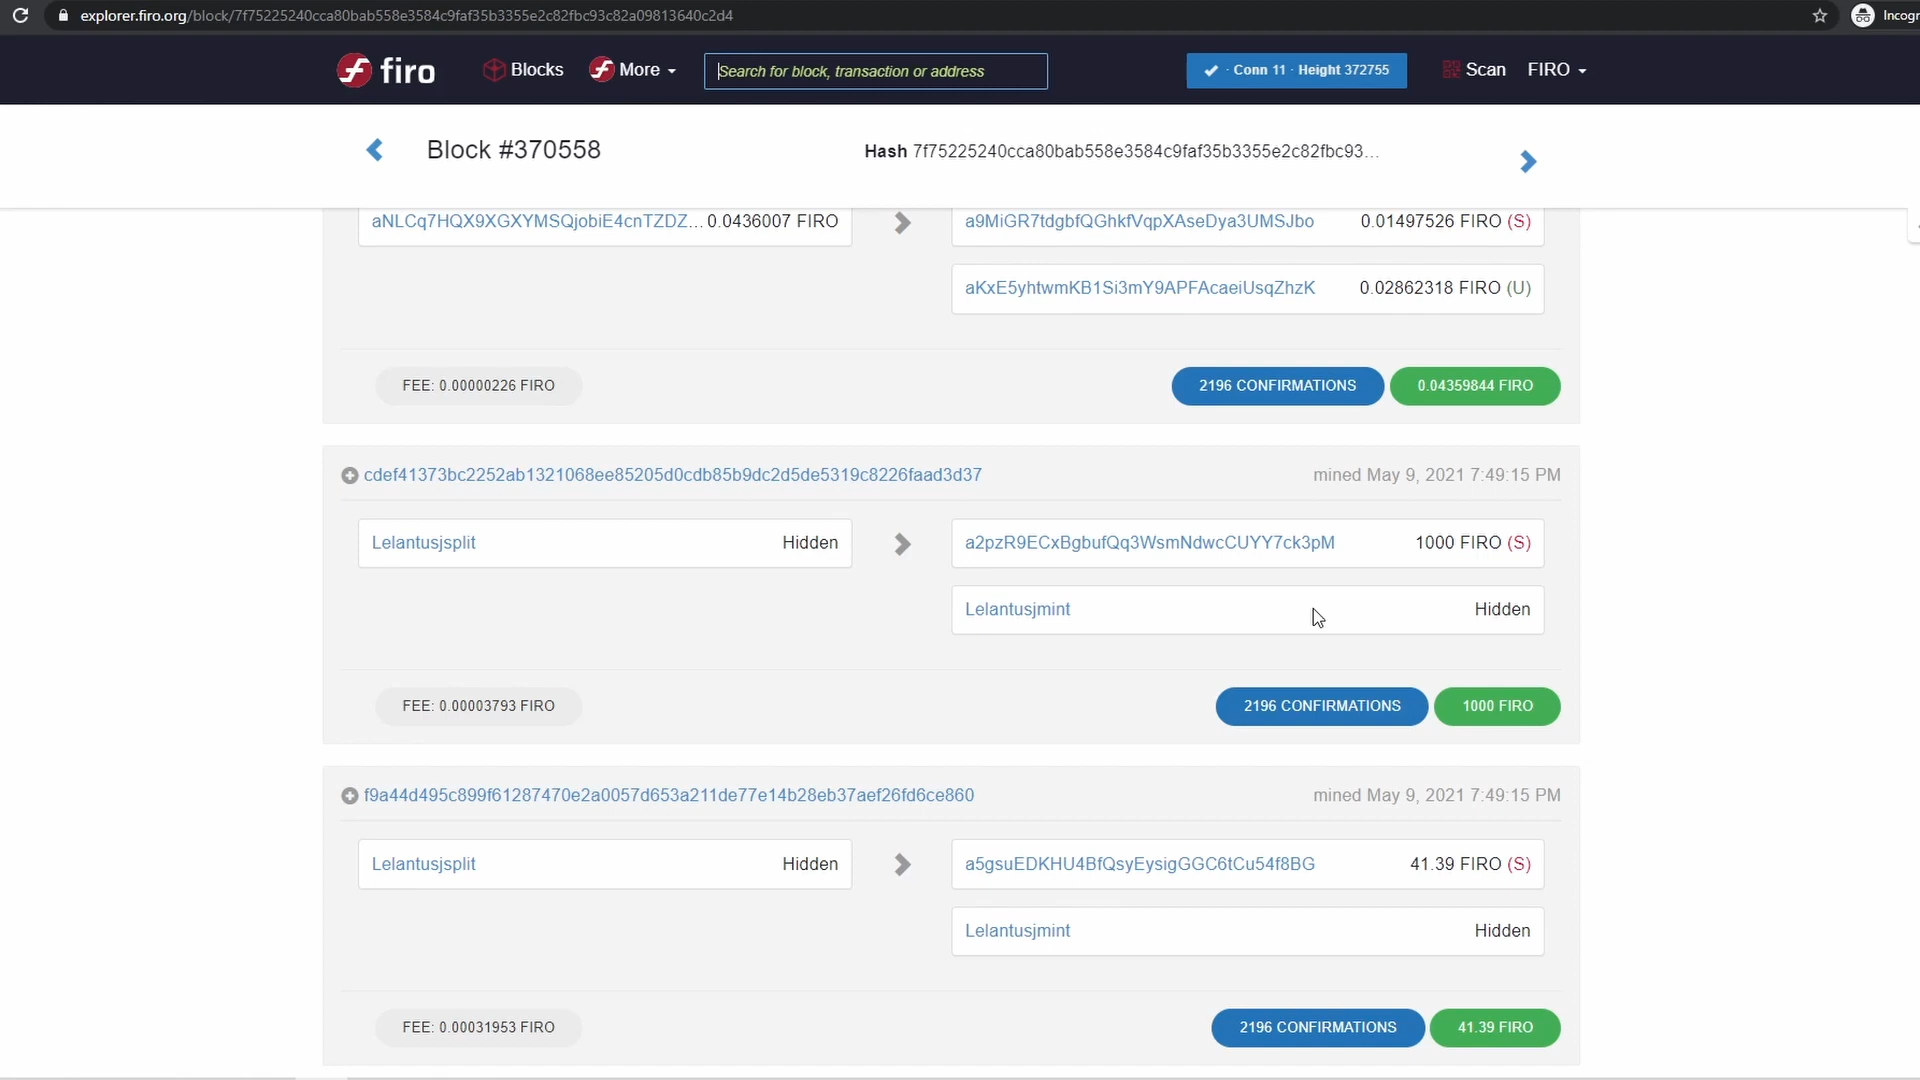 explorer.firo.org/block/7f75225240cca80bab558e3584c9faf35b3355e2c82fbc93c82a09813640c2d4
Incogr
firo
Blocks
More
Search for block, transaction or address
· Conn 11 · Height 372755
Scan
FIRO
Block #370558
Hash 7f75225240cca80bab558e3584c9faf35b3355e2c82fbc93...
aNLCq7HQX9XGXYMSQjobiE4cnTZDZ... 0.0436007 FIRO
a9MiGR7tdgbfQGhkfVqpXAseDya3UMSJbo 0.01497526 FIRO (S)
aKxE5yhtwmKB1Si3mY9APFAcaeiUsqZhzK 0.02862318 FIRO (U)
FEE: 0.00000226 FIRO
2196 CONFIRMATIONS
0.04359844 FIRO
cdef41373bc2252ab1321068ee85205d0cdb85b9dc2d5de5319c8226faad3d37
mined May 9, 2021 7:49:15 PM
Lelantusjsplit Hidden
a2pzR9ECxBgbufQq3WsmNdwcCUYY7ck3pM 1000 FIRO (S)
Lelantusjmint Hidden
FEE: 0.00003793 FIRO
2196 CONFIRMATIONS
1000 FIRO
f9a44d495c899f61287470e2a0057d653a211de77e14b28eb37aef26fd6ce860
mined May 9, 2021 7:49:15 PM
Lelantusjsplit Hidden
a5gsuEDKHU4BfQsyEysigGGC6tCu54f8BG 41.39 FIRO (S)
Lelantusjmint Hidden
FEE: 0.00031953 FIRO
2196 CONFIRMATIONS
41.39 FIRO